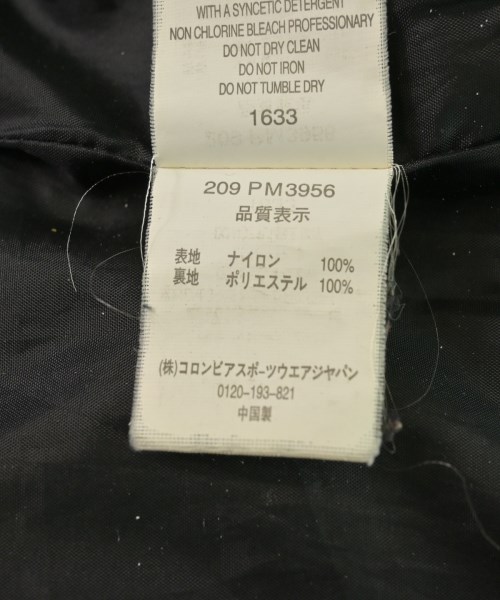 WITH A SYNCETIC DETERGENT
NON CHLORINE BLEACH PROFESSIONARY
DO NOT DRY CLEAN
DO NOT IRON
DO NOT TUMBLE DRY
1633
209 PM3956
品質表示
表地 ナイロン 100%
裏地 ポリエステル 100%
(株)コロンビアスポーツウエアジャパン
0120-193-821
中国製